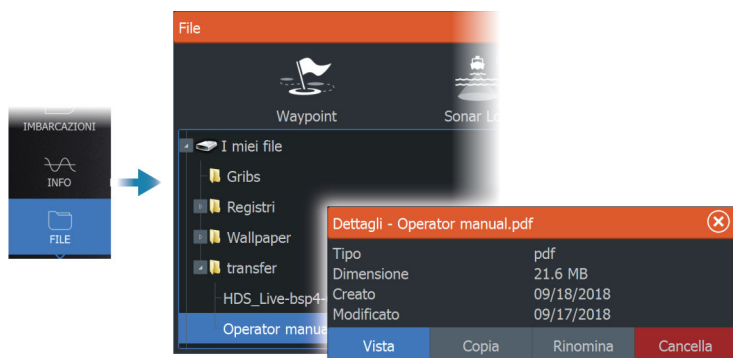 IMBARCAZIONI
INFO
FILE
File
Waypoint
Sonar Lo
I miei file
Gribs
Registri
Wallpaper
transfer
HDS_Live-bsp4-
Operator manua
Dettagli - Operator manual.pdf
Tipo pdf
Dimensione 21.6 MB
Creato 09/18/2018
Modificato 09/17/2018
Vista Copia Rinomina Cancella